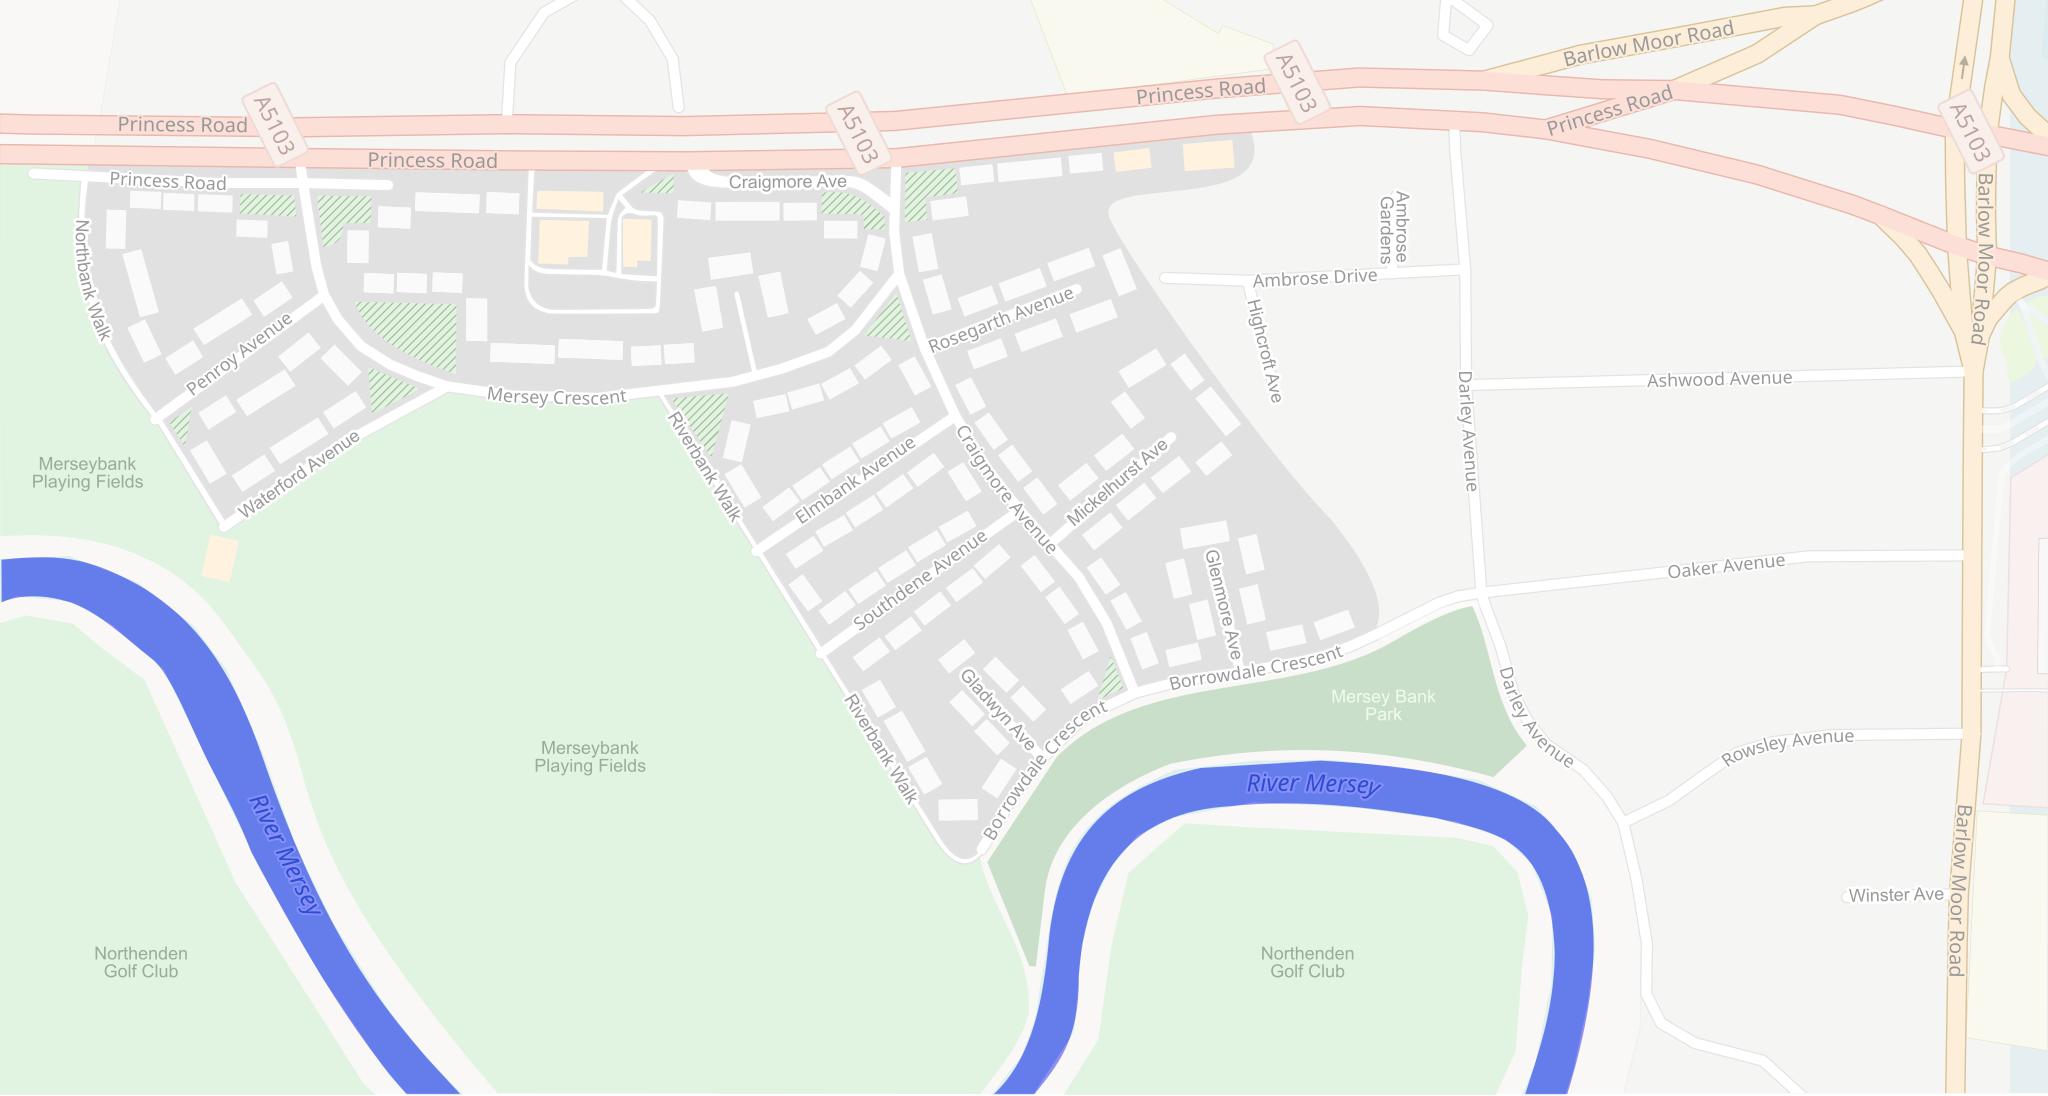 Barlow Moor Road
A5103
Princess Road
A5103
Princess Road
A5103
Princess Road
A5103
Princess Road
Princess Road
Craigmore Ave
Northbank Walk
Ambrose
Gardens
Barlow Moor Road
Ambrose Drive
Rosegarth Avenue
Highcroft Ave
Penroy Avenue
Mersey Crescent
Ashwood Avenue
Darley Avenue
Riverbank Walk
Waterford Avenue
Elmbank Avenue
Craigmore Avenue
Mickelhurst Ave
Merseybank
Playing Fields
Southdene Avenue
Glenmore Ave
Oaker Avenue
Borrowdale Crescent
Mersey Bank
Park
Gladwyn Ave
Darley Avenue
Rowsley Avenue
Riverbank Walk
Borrowdale Crescent
Merseybank
Playing Fields
River Mersey
River Mersey
Barlow Moor Road
Winster Ave
Northenden
Golf Club
Northenden
Golf Club